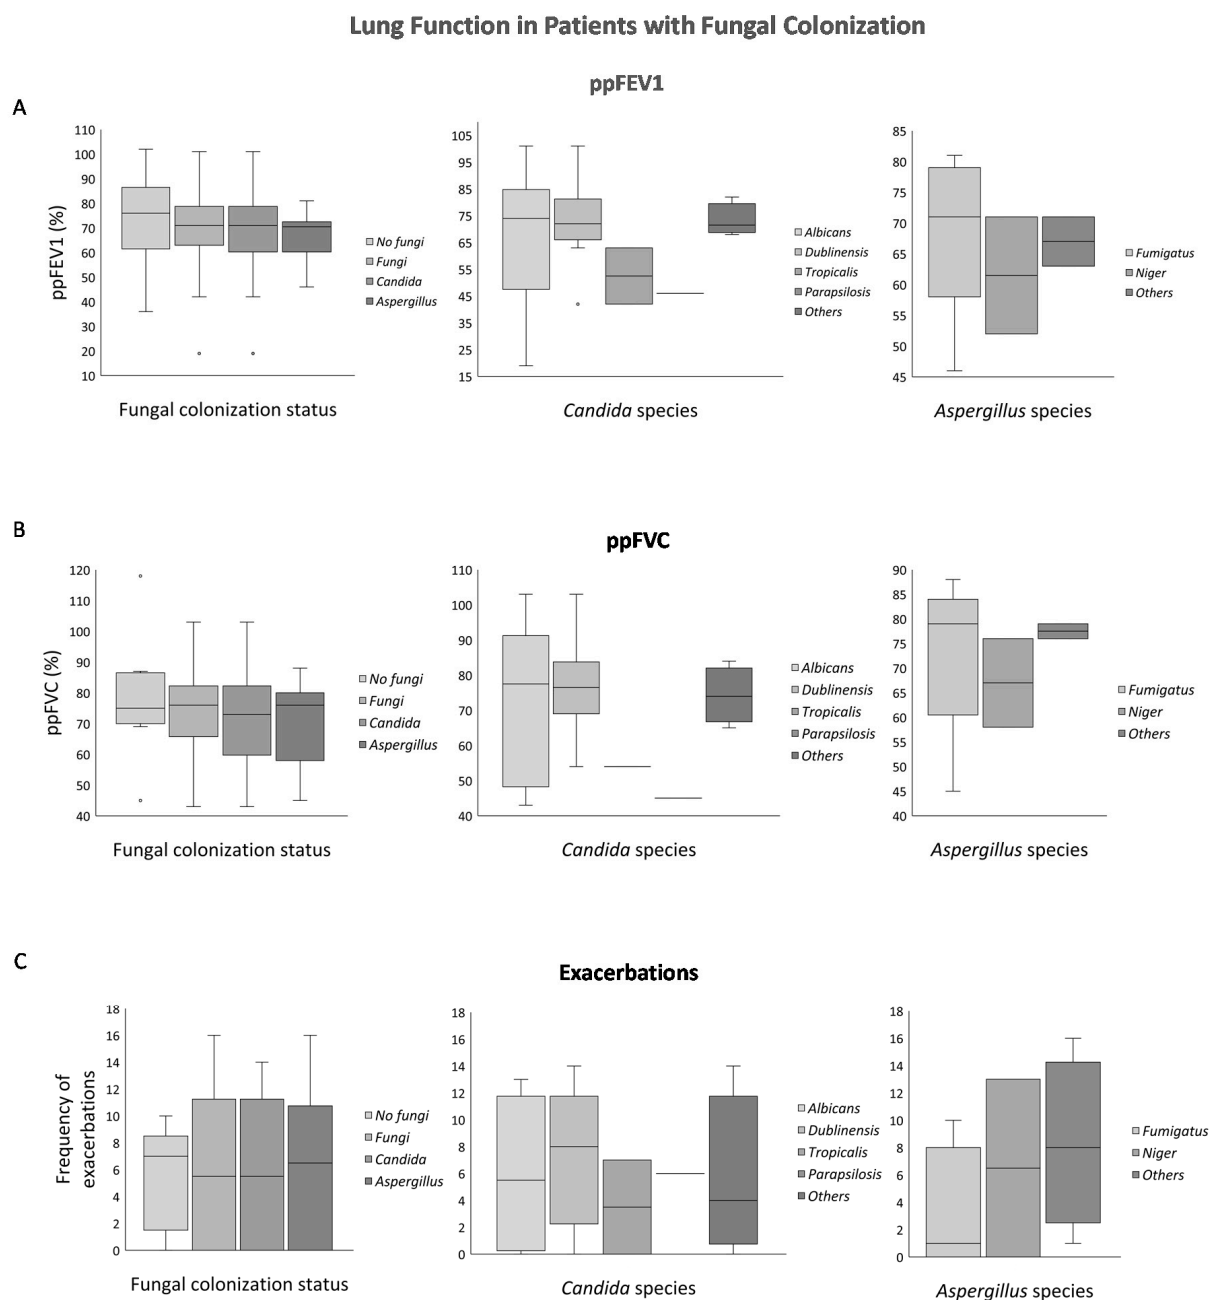 Lung Function in Patients with Fungal Colonization
ppFEV1
A
ppFEV1 (%)
110
100
90
80
70
60
50
40
30
20
10
No fungi
Fungi
Candida
Aspergillus
Fungal colonization status
105
95
85
75
65
55
45
35
25
15
Albicans
Dublinensis
Tropicalis
Parapsilosis
Others
Candida species
85
80
75
70
65
60
55
50
45
Fumigatus
Niger
Others
Aspergillus species
B
ppFVC
ppFVC (%)
120
110
100
90
80
70
60
50
40
No fungi
Fungi
Candida
Aspergillus
Fungal colonization status
110
100
90
80
70
60
50
40
Albicans
Dublinensis
Tropicalis
Parapsilosis
Others
Candida species
90
85
80
75
70
65
60
55
50
45
40
Fumigatus
Niger
Others
Aspergillus species
C
Exacerbations
Frequency of
exacerbations
18
16
14
12
10
8
6
4
2
0
No fungi
Fungi
Candida
Aspergillus
Fungal colonization status
18
16
14
12
10
8
6
4
2
0
Albicans
Dublinensis
Tropicalis
Parapsilosis
Others
Candida species
18
16
14
12
10
8
6
4
2
0
Fumigatus
Niger
Others
Aspergillus species